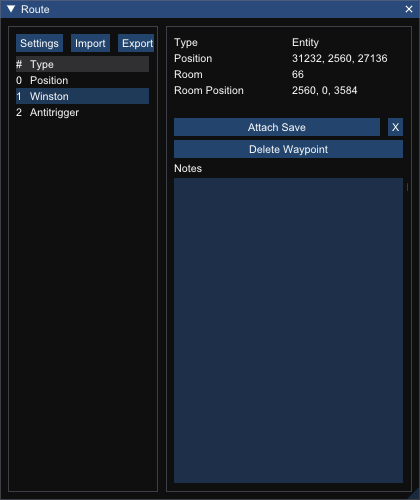 Route
Settings Import Export
# Type
0 Position
1 Winston
2 Antitrigger
Type Entity
Position 31232, 2560, 27136
Room 66
Room Position 2560, 0, 3584
Attach Save X
Delete Waypoint
Notes